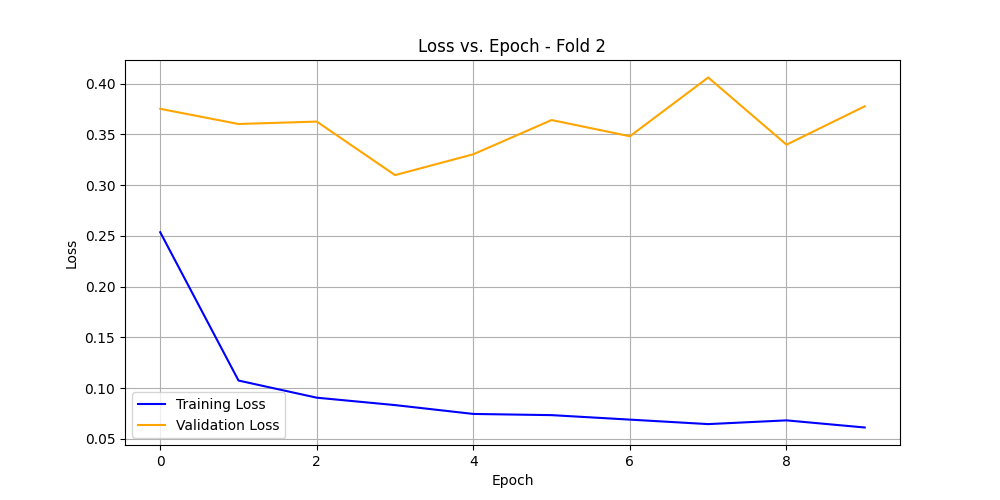 Loss vs. Epoch - Fold 2
0.40
0.35
0.30
0.25
0.20
0.15
0.10
0.05
Loss
Training Loss
Validation Loss
0 2 4 6 8
Epoch